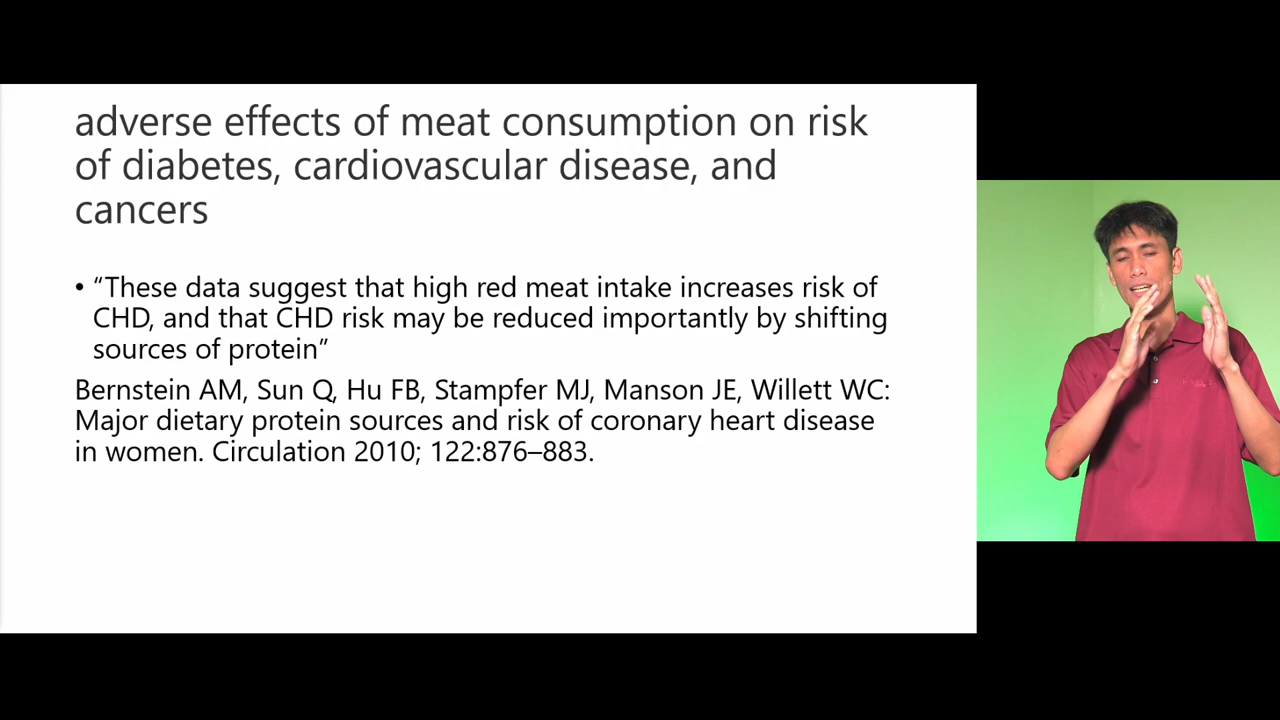 adverse effects of meat consumption on risk
of diabetes, cardiovascular disease, and
cancers
• “These data suggest that high red meat intake increases risk of
CHD, and that CHD risk may be reduced importantly by shifting
sources of protein”
Bernstein AM, Sun Q, Hu FB, Stampfer MJ, Manson JE, Willett WC:
Major dietary protein sources and risk of coronary heart disease
in women. Circulation 2010; 122:876–883.